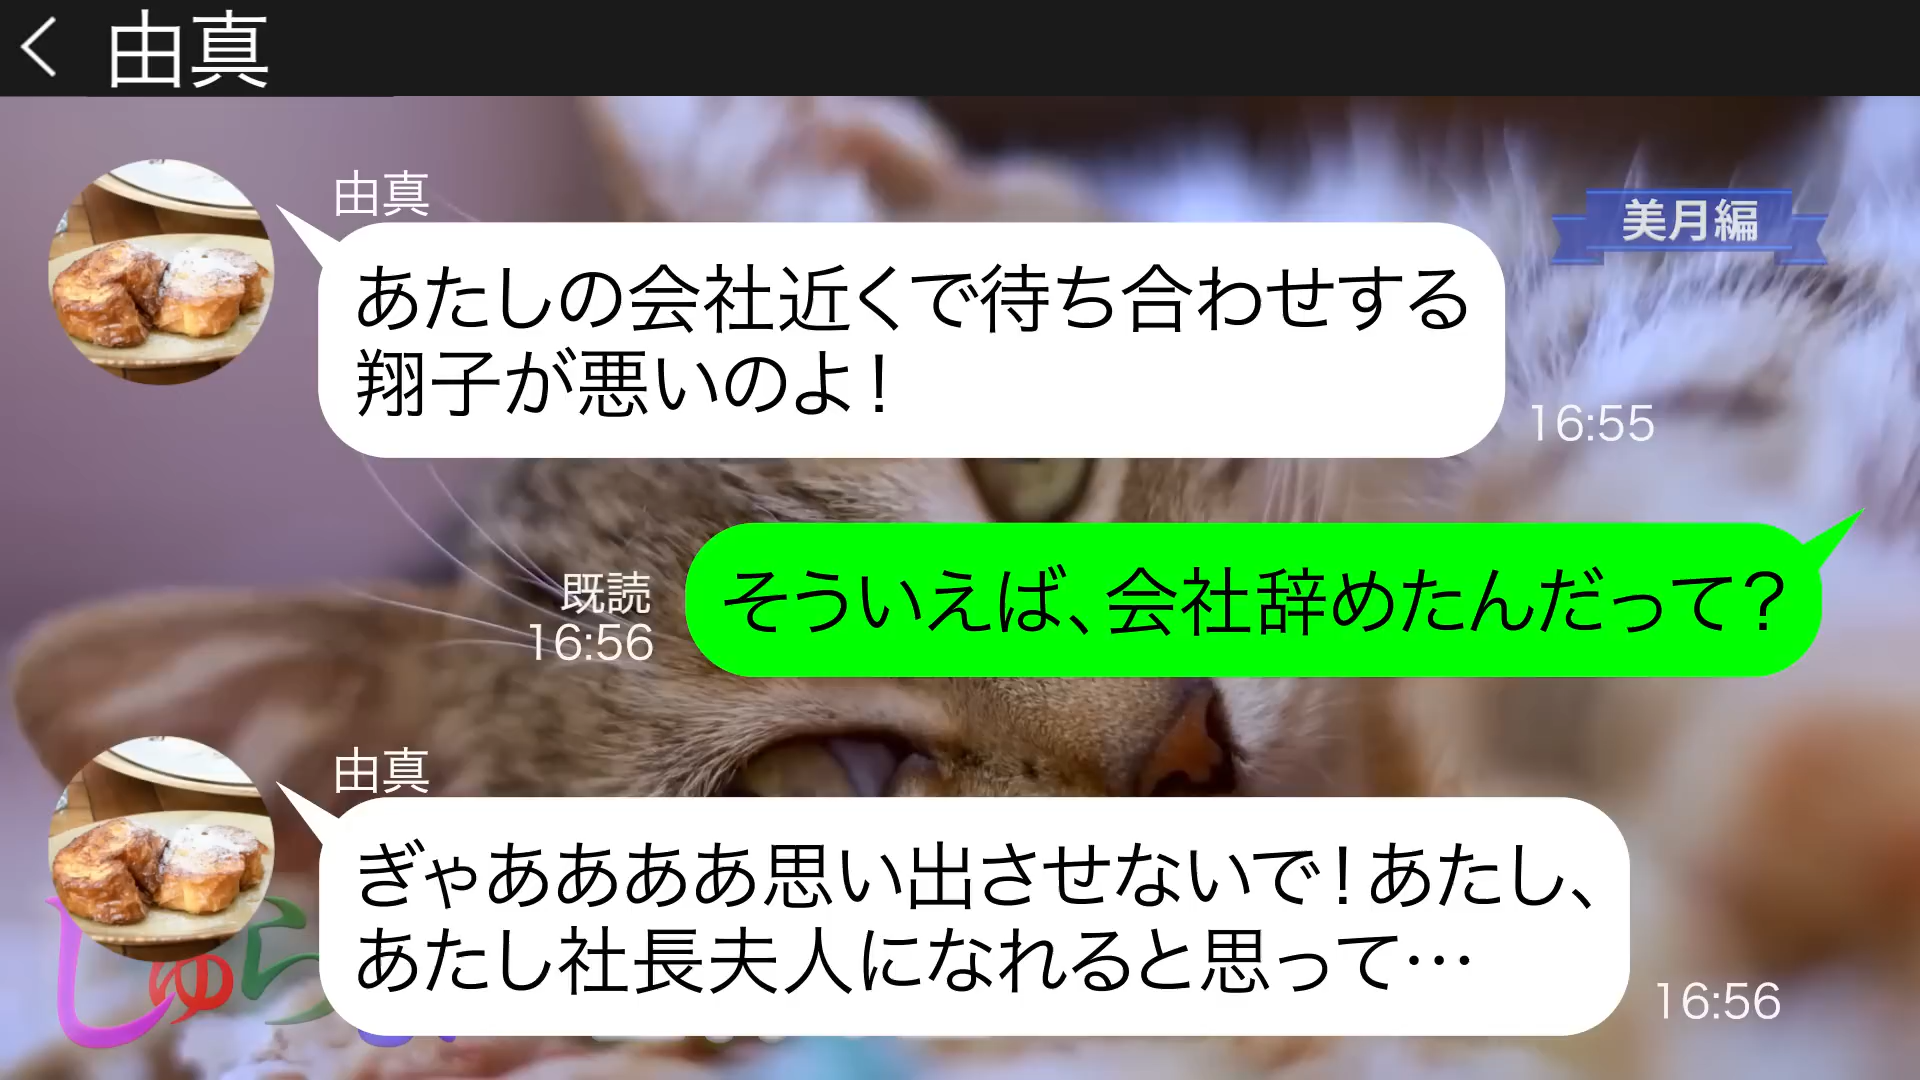 由真
由真
美月編
あたしの会社近くで待ち合わせする
翔子が悪いのよ!
16:55
そういえば、会社辞めたんだって?
既読
16:56
由真
ぎゃああああ思い出させないで!あたし、
あたし社長夫人になれると思って…
16:56
しゅら